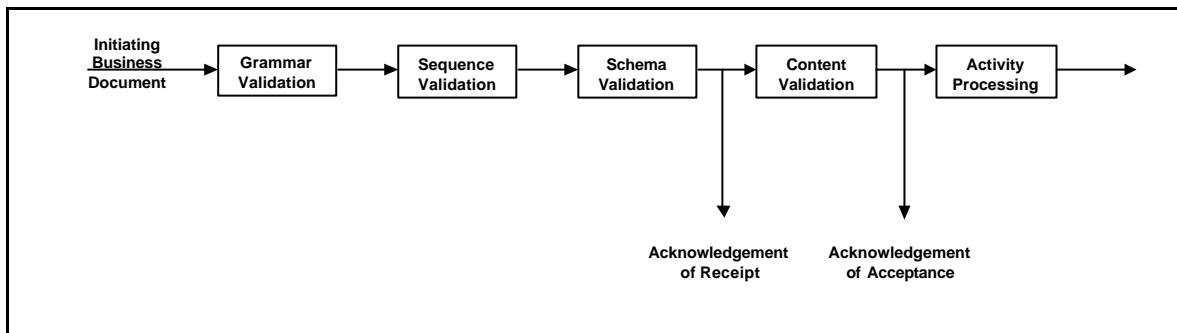 Initiating
Business
Document
Grammar
Validation
Sequence
Validation
Schema
Validation
Content
Validation
Activity
Processing
Acknowledgement
of Receipt
Acknowledgement
of Acceptance